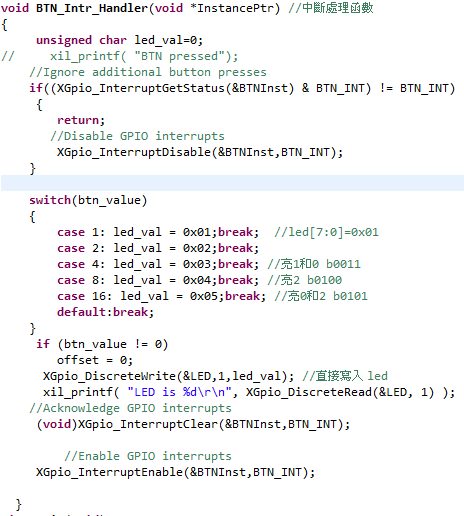 void BTN_Intr_Handler(void *InstancePtr) //中斷處理函數
{
unsigned char led_val=0;
// xil_printf( "BTN pressed");
//Ignore additional button presses
if((XGpio_InterruptGetStatus(&BTNInst) & BTN_INT) != BTN_INT)
{
return;
//Disable GPIO interrupts
XGpio_InterruptDisable(&BTNInst,BTN_INT);
}
switch(btn_value)
{
case 1: led_val = 0x01;break; //led[7:0]=0x01
case 2: led_val = 0x02;break;
case 4: led_val = 0x03;break; //亮1和0 b0011
case 8: led_val = 0x04;break; //亮2 b0100
case 16: led_val = 0x05;break; //亮0和2 b0101
default:break;
}
if (btn_value != 0)
offset = 0;
XGpio_DiscreteWrite(&LED,1,led_val); //直接寫入 led
xil_printf( "LED is %d\r\n", XGpio_DiscreteRead(&LED, 1) );
//Acknowledge GPIO interrupts
(void)XGpio_InterruptClear(&BTNInst,BTN_INT);
//Enable GPIO interrupts
XGpio_InterruptEnable(&BTNInst,BTN_INT);
}